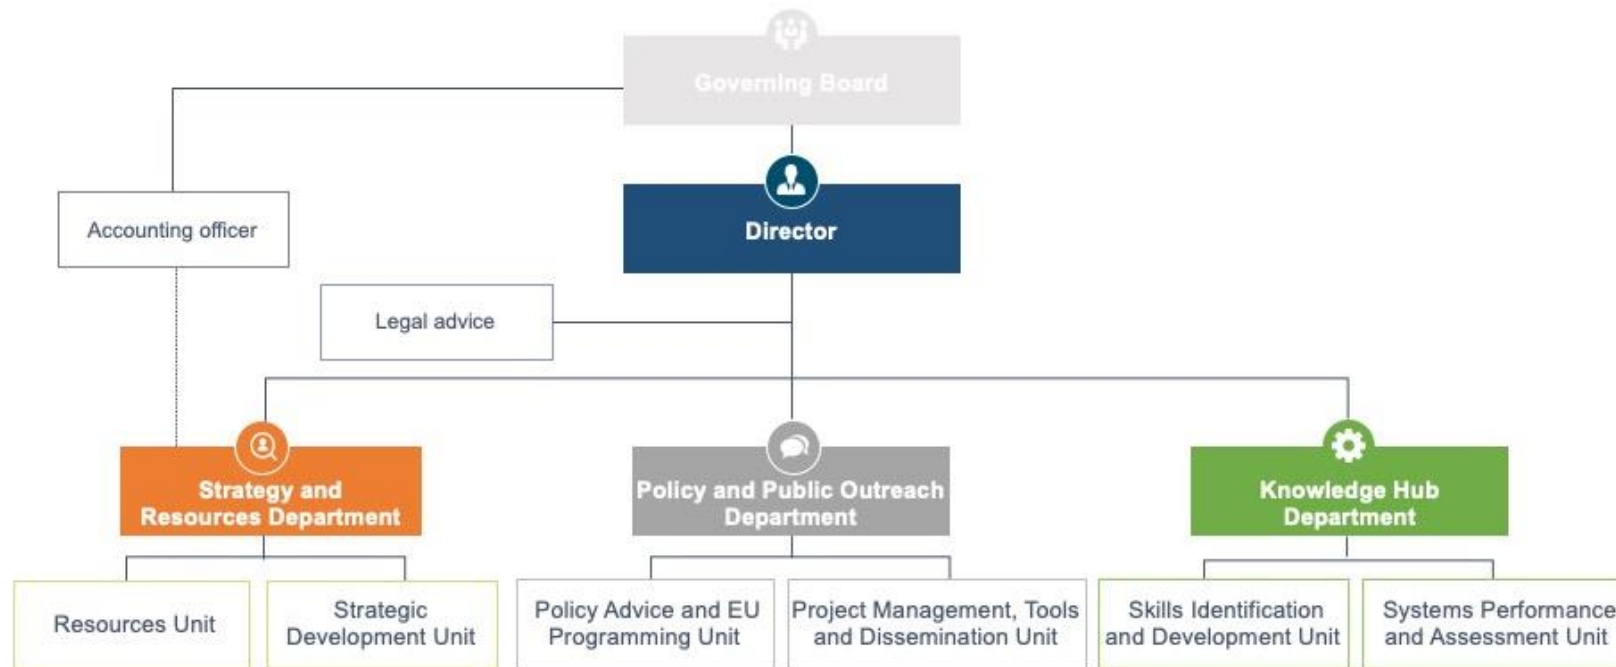 Governing Board
Accounting officer
Director
Legal advice
Strategy and
Resources Department
Policy and Public Outreach
Department
Knowledge Hub
Department
Resources Unit
Strategic
Development Unit
Policy Advice and EU
Programming Unit
Project Management, Tools
and Dissemination Unit
Skills Identification
and Development Unit
Systems Performance
and Assessment Unit